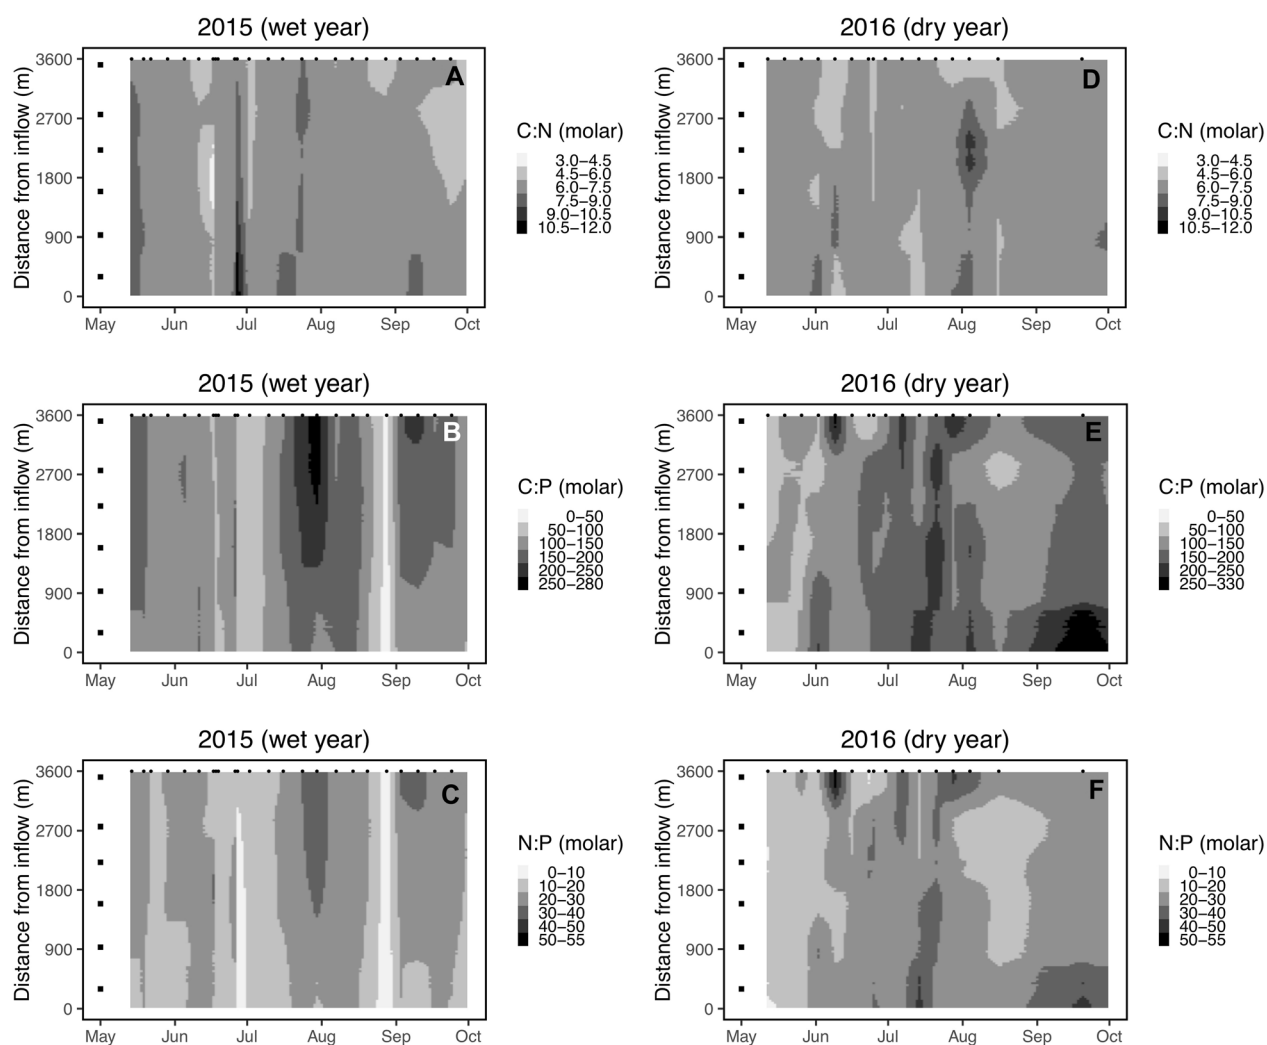 2015 (wet year)
A
Distance from inflow (m)
3600
2700
1800
900
0
May Jun Jul Aug Sep Oct
C:N (molar)
3.0–4.5
4.5–6.0
6.0–7.5
7.5–9.0
9.0–10.5
10.5–12.0
2016 (dry year)
D
Distance from inflow (m)
3600
2700
1800
900
0
May Jun Jul Aug Sep Oct
C:N (molar)
3.0–4.5
4.5–6.0
6.0–7.5
7.5–9.0
9.0–10.5
10.5–12.0
2015 (wet year)
B
Distance from inflow (m)
3600
2700
1800
900
0
May Jun Jul Aug Sep Oct
C:P (molar)
0–50
50–100
100–150
150–200
200–250
250–280
2016 (dry year)
E
Distance from inflow (m)
3600
2700
1800
900
0
May Jun Jul Aug Sep Oct
C:P (molar)
0–50
50–100
100–150
150–200
200–250
250–330
2015 (wet year)
C
Distance from inflow (m)
3600
2700
1800
900
0
May Jun Jul Aug Sep Oct
N:P (molar)
0–10
10–20
20–30
30–40
40–50
50–55
2016 (dry year)
F
Distance from inflow (m)
3600
2700
1800
900
0
May Jun Jul Aug Sep Oct
N:P (molar)
0–10
10–20
20–30
30–40
40–50
50–55